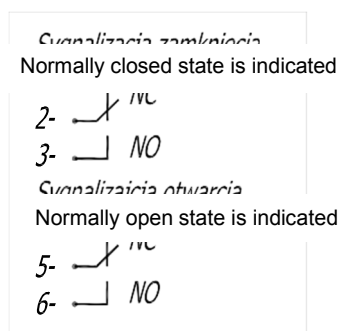 Sygnalizacja zamknięcia
Normally closed state is indicated
NC
2-
3- NO
Sygnalizaicja otwarcia
Normally open state is indicated
NC
5-
6- NO